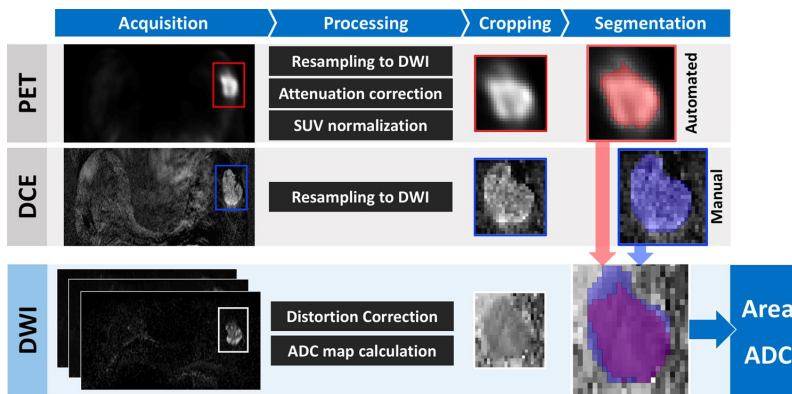 Acquisition
Processing
Cropping
Segmentation
PET
Resampling to DWI
Attenuation correction
SUV normalization
Automated
DCE
Resampling to DWI
Manual
DWI
Distortion Correction
ADC map calculation
Area
ADC